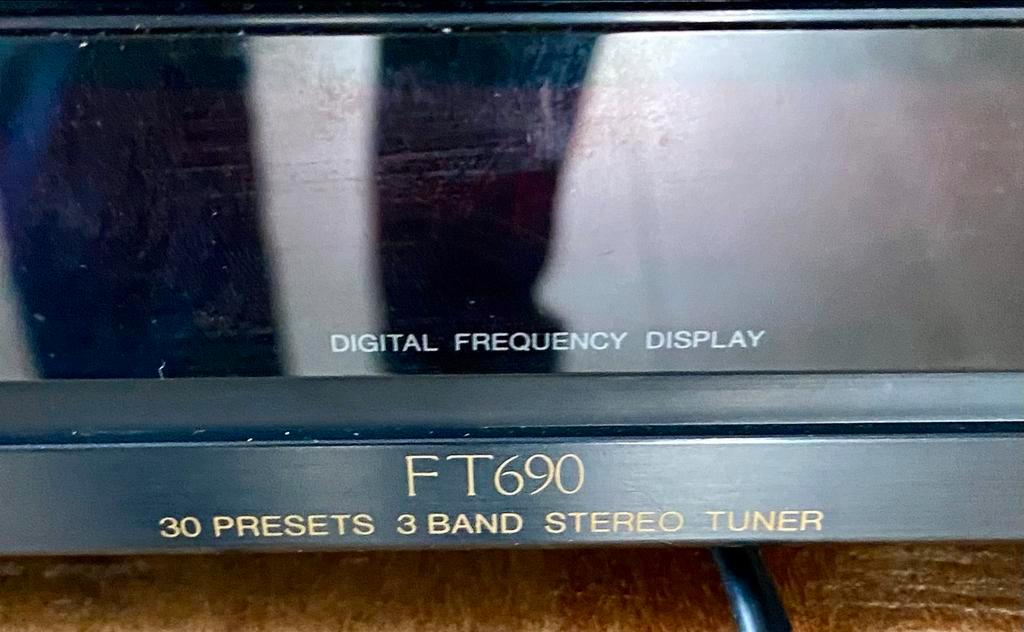 DIGITAL FREQUENCY DISPLAY
FT690
30 PRESETS 3 BAND STEREO TUNER